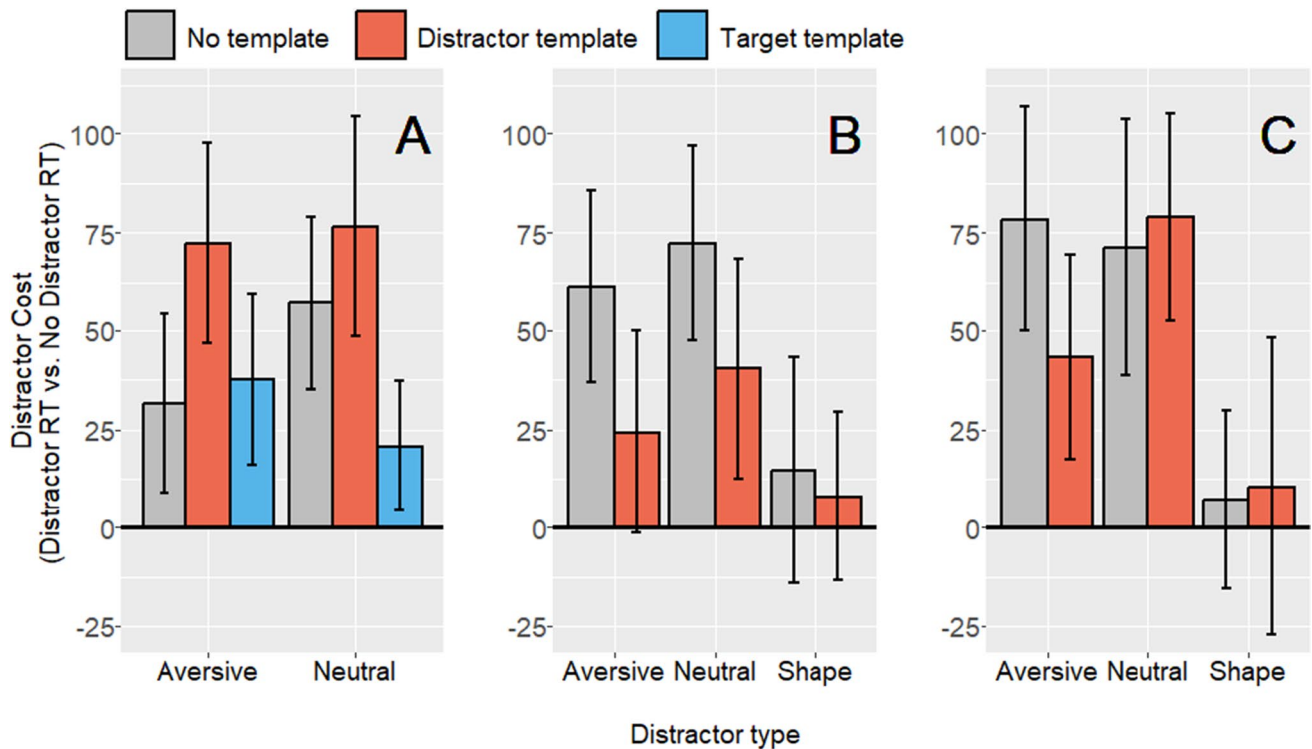 No template Distractor template Target template
Distractor Cost
(Distractor RT vs. No Distractor RT)
A
100
75
50
25
0
-25
Aversive Neutral
B
100
75
50
25
0
-25
Aversive Neutral Shape
C
100
75
50
25
0
-25
Aversive Neutral Shape
Distractor type